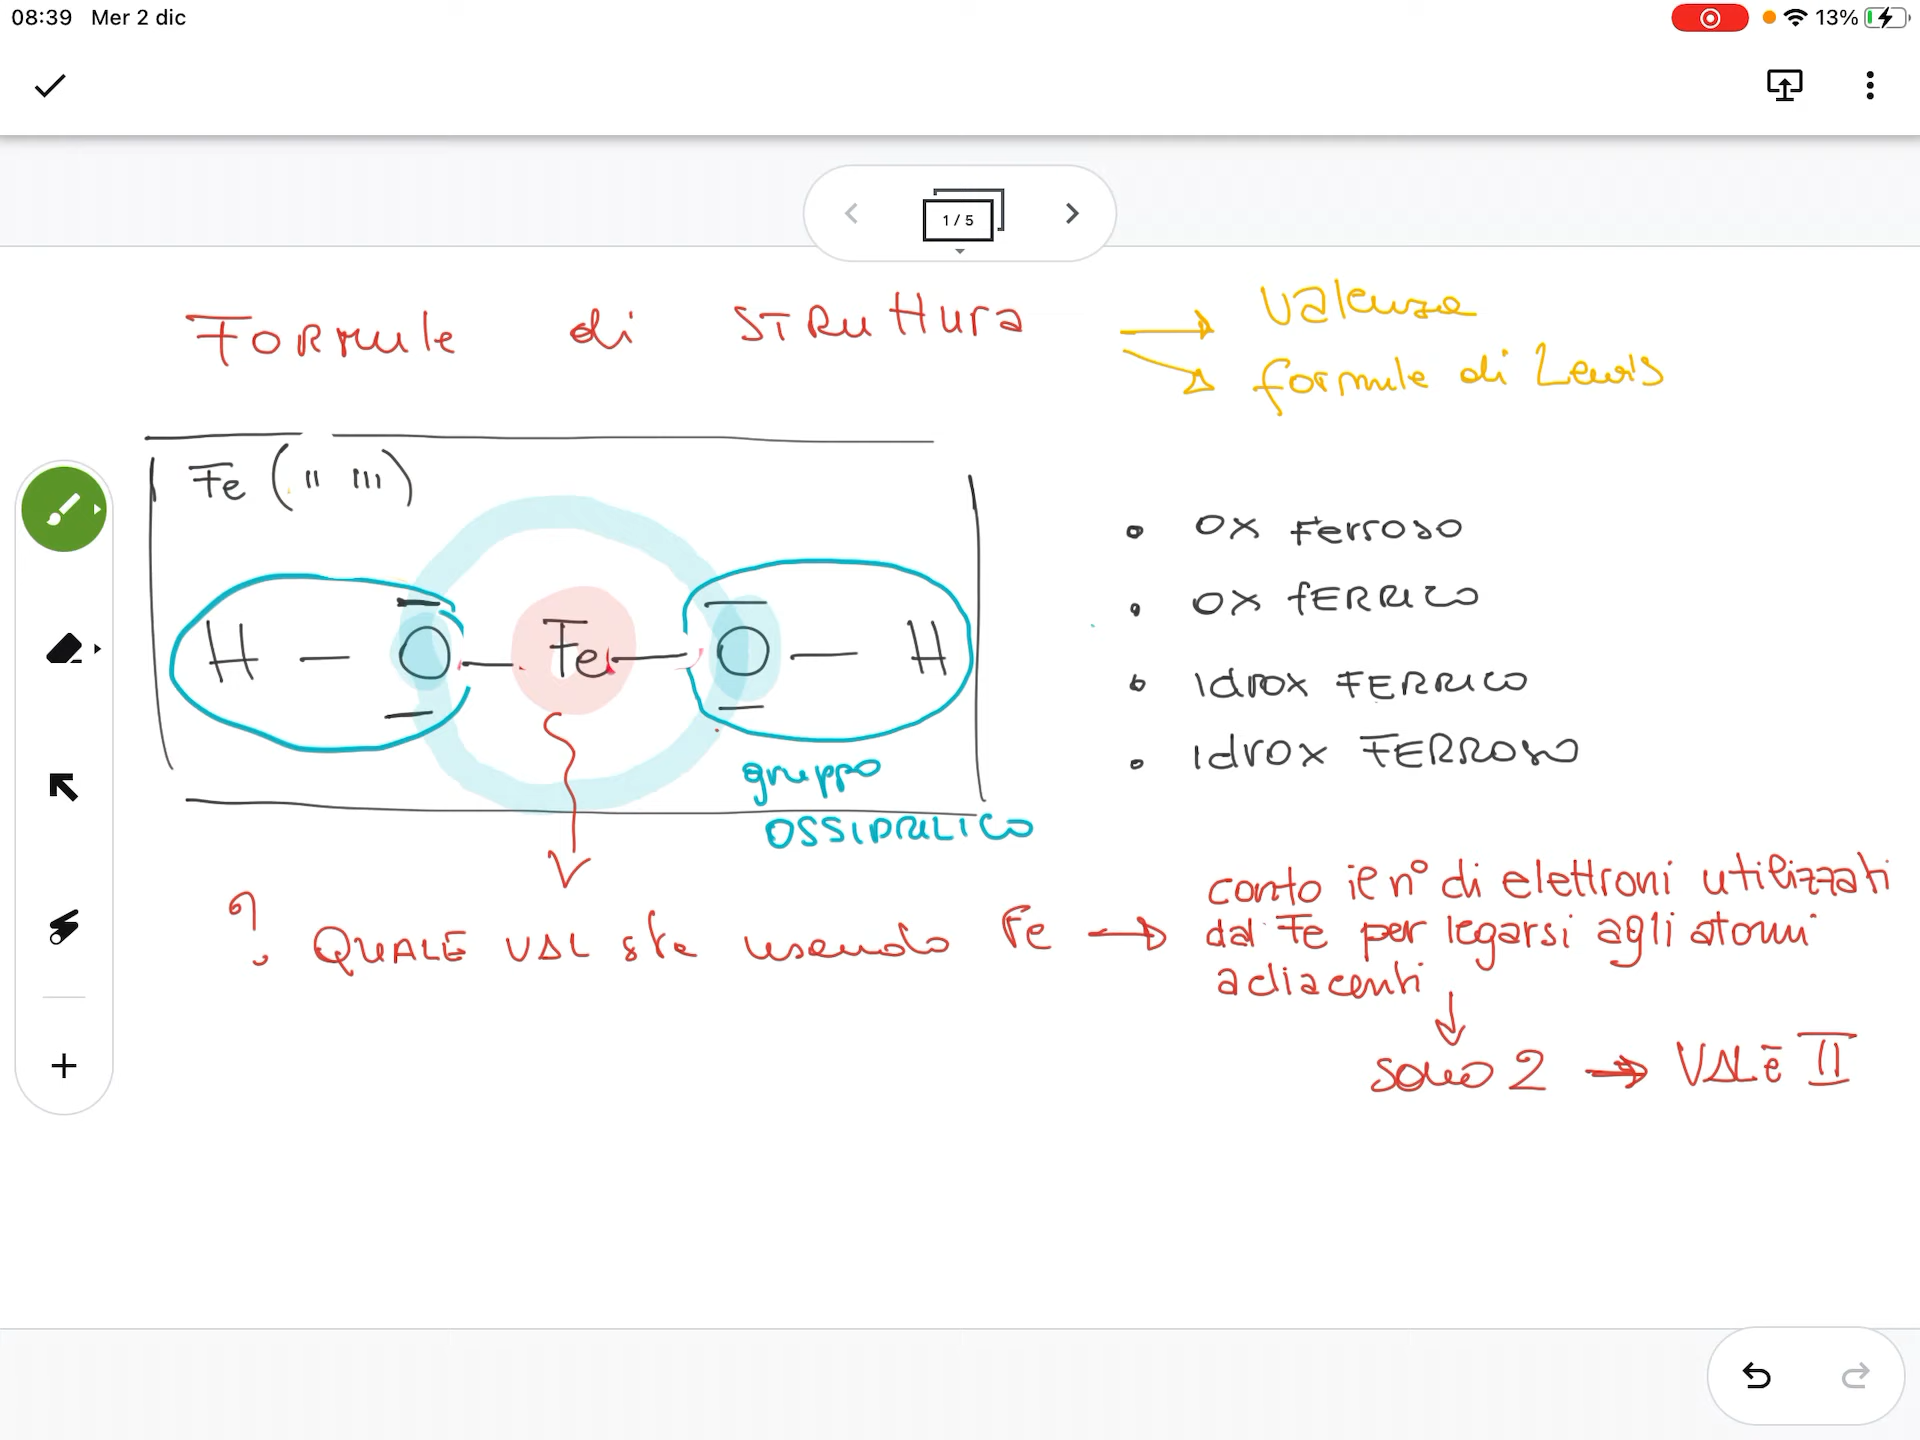 08:39 Mer 2 dic
13%
1 / 5
FORMULE di STRUTTURA → Valenza
→ formule di Lewis
Fe ( II III )
H – O – Fe – O – H
gruppo
OSSIDRILICO
• OX Ferroso
• OX fERRICO
• Idrox FERRICO
• Idrox FERROSO
? QUALE VAL sta usando Fe →
conto il n° di elettroni utilizzati
dal Fe per legarsi agli atomi
adiacenti
↓
sono 2 → VAL è II